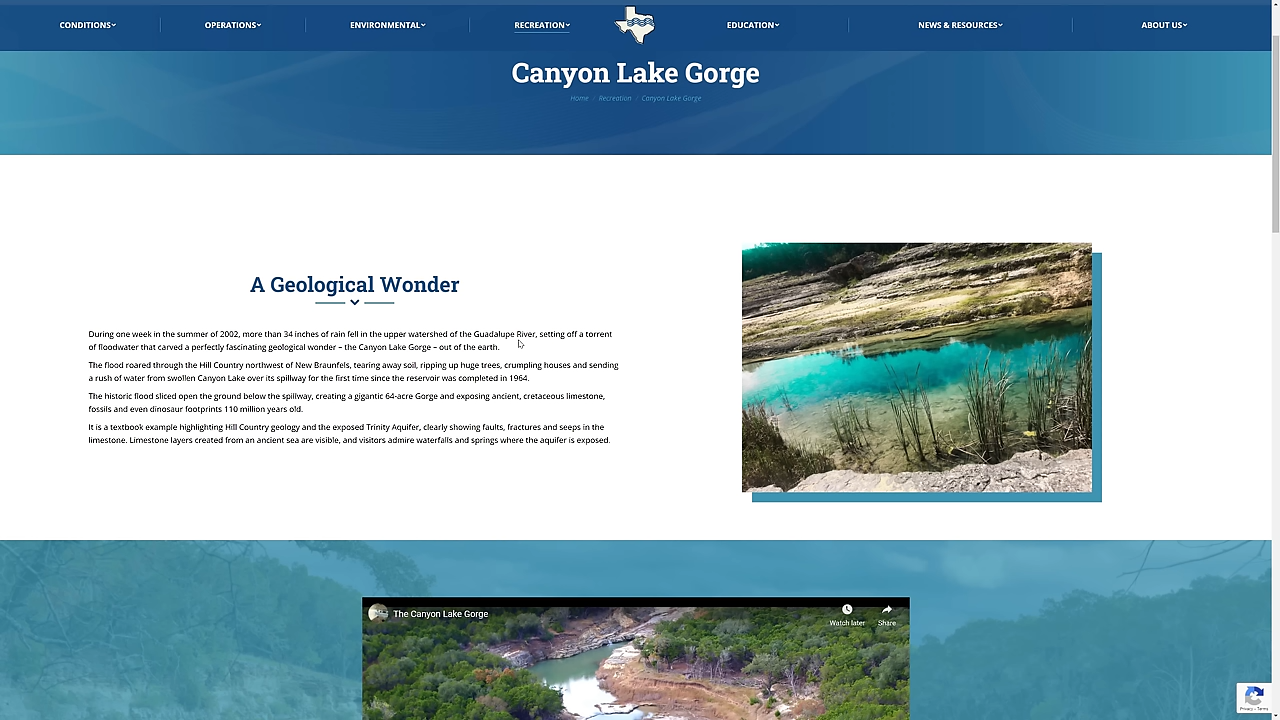 CONDITIONS
OPERATIONS
ENVIRONMENTAL
RECREATION
EDUCATION
NEWS & RESOURCES
ABOUT US
Canyon Lake Gorge
Home / Recreation / Canyon Lake Gorge
A Geological Wonder
During one week in the summer of 2002, more than 34 inches of rain fell in the upper watershed of the Guadalupe River, setting off a torrent
of floodwater that carved a perfectly fascinating geological wonder – the Canyon Lake Gorge – out of the earth.
The flood roared through the Hill Country northwest of New Braunfels, tearing away soil, ripping up huge trees, crumpling houses and sending
a rush of water from swollen Canyon Lake over its spillway for the first time since the reservoir was completed in 1964.
The historic flood sliced open the ground below the spillway, creating a gigantic 64-acre Gorge and exposing ancient, cretaceous limestone,
fossils and even dinosaur footprints 110 million years old.
It is a textbook example highlighting Hill Country geology and the exposed Trinity Aquifer, clearly showing faults, fractures and seeps in the
limestone. Limestone layers created from an ancient sea are visible, and visitors admire waterfalls and springs where the aquifer is exposed.
The Canyon Lake Gorge
Watch later
Share
Privacy - Terms